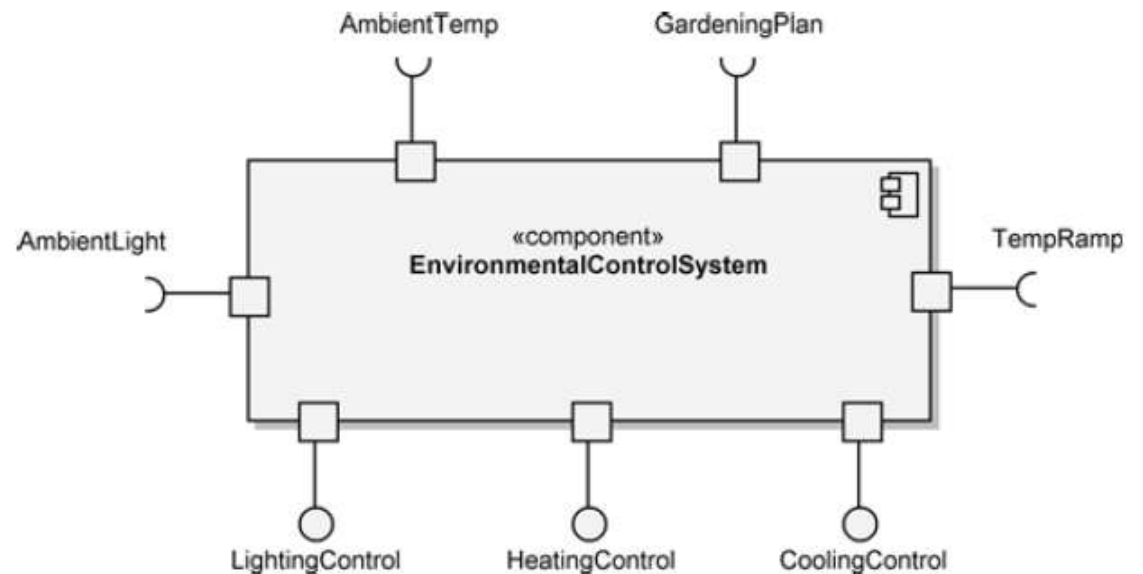 AmbientTemp
GardeningPlan
AmbientLight
«component»
EnvironmentalControlSystem
TempRamp
LightingControl
HeatingControl
CoolingControl